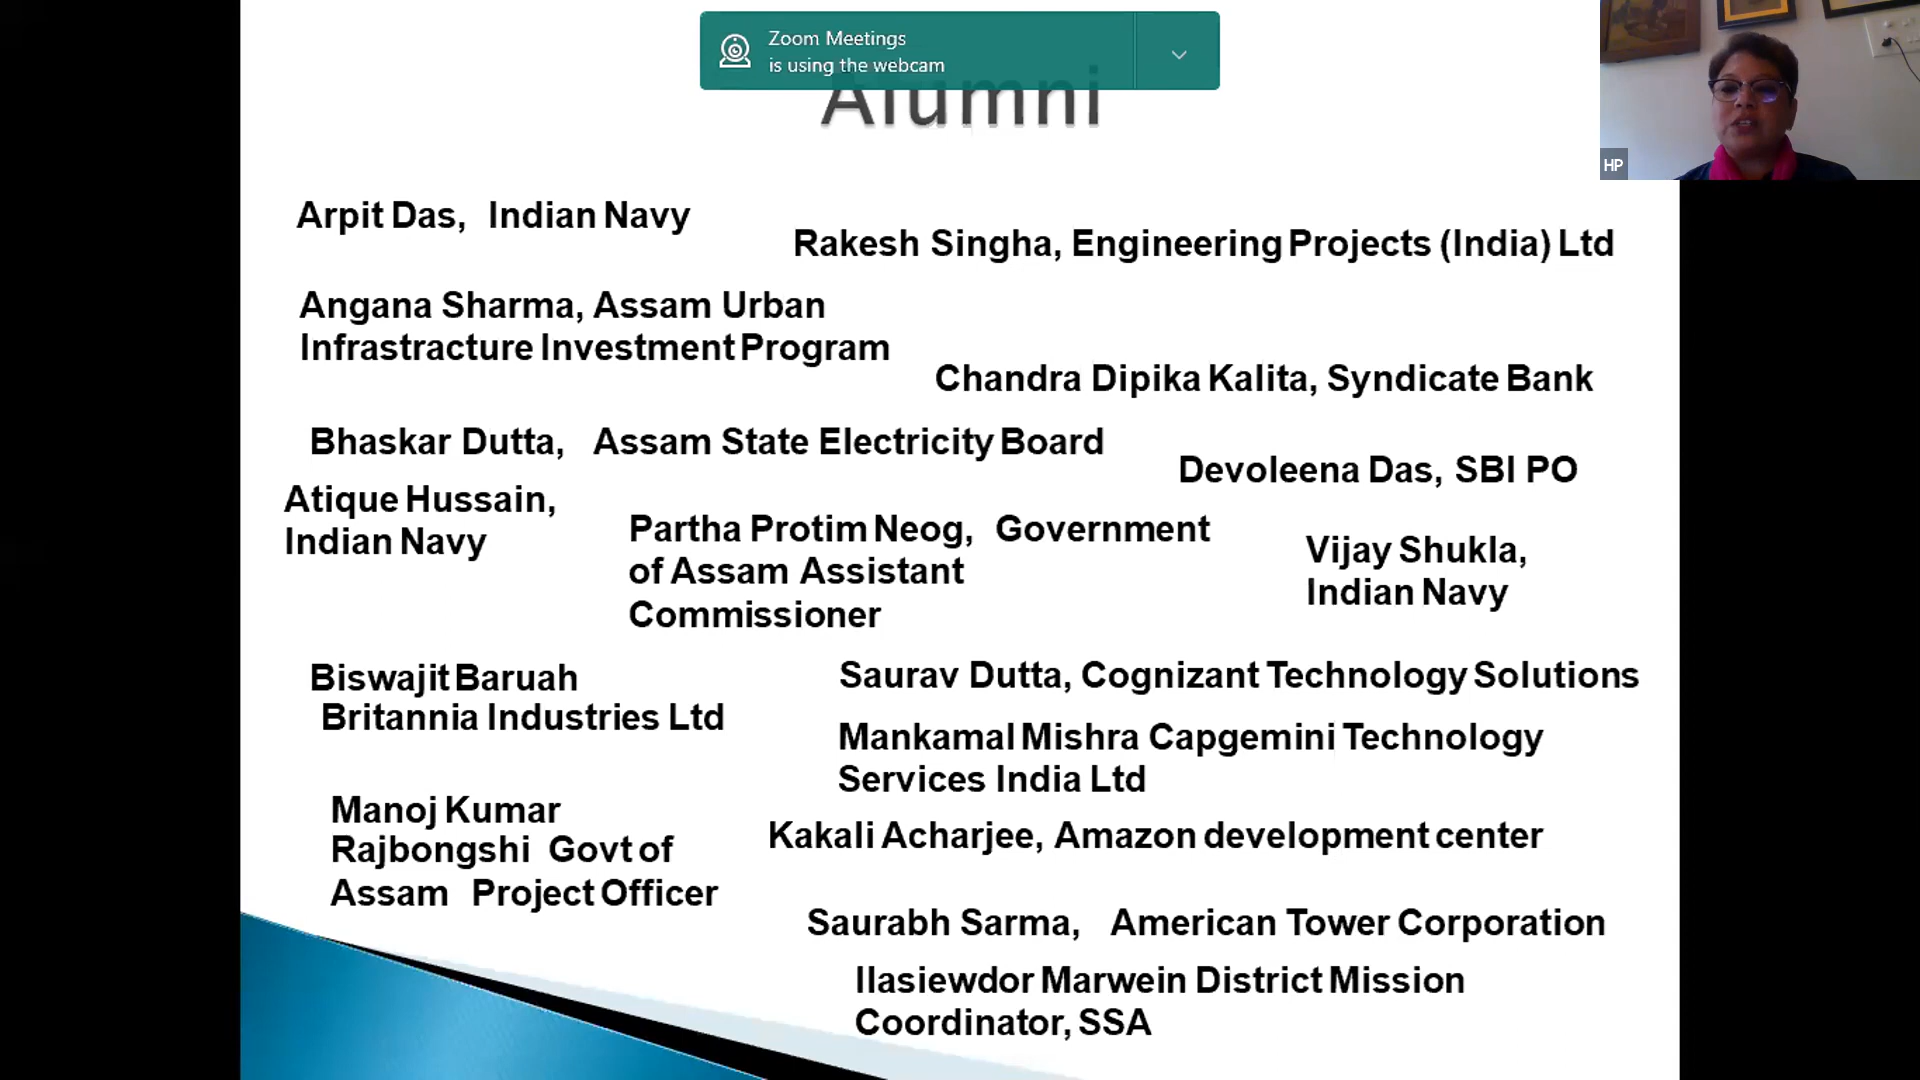 Zoom Meetings
is using the webcam
Alumni
HP
Arpit Das, Indian Navy
Rakesh Singha, Engineering Projects (India) Ltd
Angana Sharma, Assam Urban
Infrastracture Investment Program
Chandra Dipika Kalita, Syndicate Bank
Bhaskar Dutta, Assam State Electricity Board
Devoleena Das, SBI PO
Atique Hussain,
Indian Navy
Partha Protim Neog, Government
of Assam Assistant
Commissioner
Vijay Shukla,
Indian Navy
Biswajit Baruah
Britannia Industries Ltd
Saurav Dutta, Cognizant Technology Solutions
Mankamal Mishra Capgemini Technology
Services India Ltd
Manoj Kumar
Rajbongshi Govt of
Assam Project Officer
Kakali Acharjee, Amazon development center
Saurabh Sarma, American Tower Corporation
Ilasiewdor Marwein District Mission
Coordinator, SSA